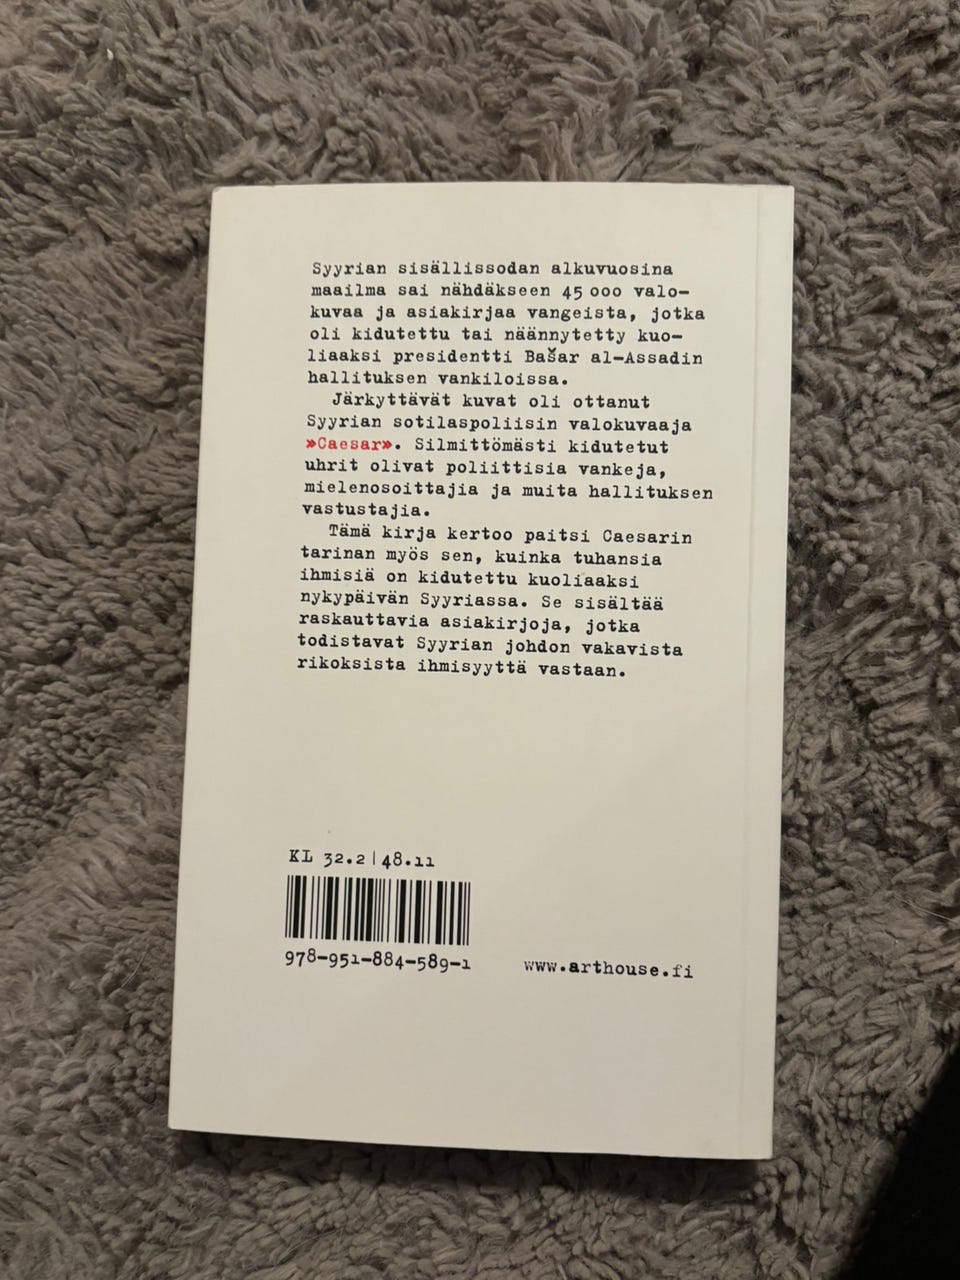 Syyrian sisällissodan alkuvuosina
maailma sai nähdäkseen 45 000 valo-
kuvaa ja asiakirjaa vangeista, jotka
oli kidutettu tai näännytetty kuo-
liaaksi presidentti Bašar al-Assadin
hallituksen vankiloissa.
Järkyttävät kuvat oli ottanut
Syyrian sotilaspoliisin valokuvaaja
»Caesar». Silmittömästi kidutetut
uhrit olivat poliittisia vankeja,
mielenosoittajia ja muita hallituksen
vastustajia.
Tämä kirja kertoo paitsi Caesarin
tarinan myös sen, kuinka tuhansia
ihmisiä on kidutettu kuoliaaksi
nykypäivän Syyriassa. Se sisältää
raskauttavia asiakirjoja, jotka
todistavat Syyrian johdon vakavista
rikoksista ihmisyyttä vastaan.
KL 32.2 | 48.11
978-951-884-589-1
www.arthouse.fi